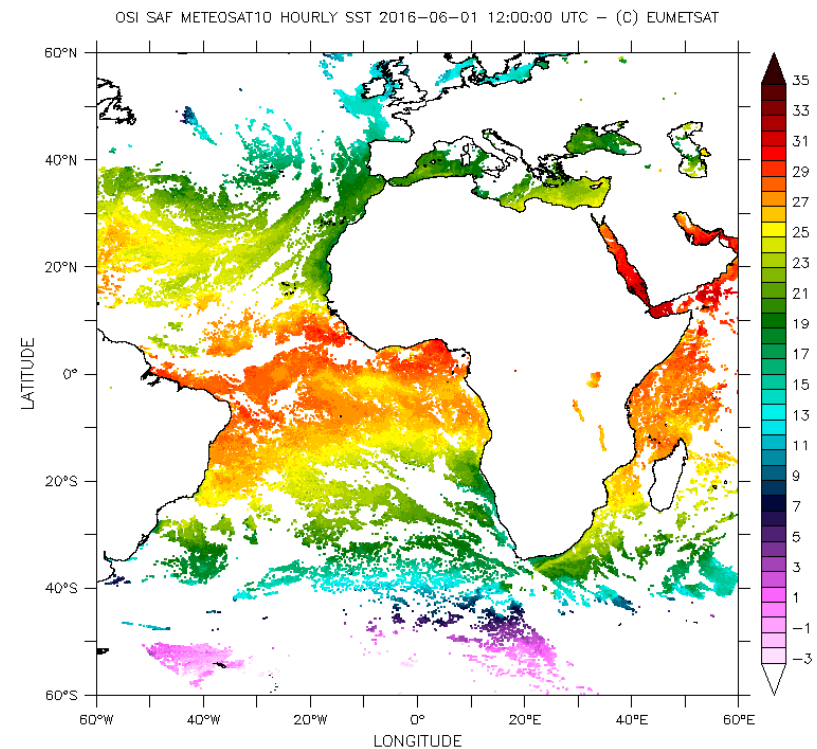 OSI SAF METEOSAT10 HOURLY SST 2016-06-01 12:00:00 UTC - (C) EUMETSAT
60°N
40°N
20°N
0°
20°S
40°S
60°S
LATITUDE
60°W
40°W
20°W
0°
20°E
40°E
60°E
LONGITUDE
35
33
31
29
27
25
23
21
19
17
15
13
11
9
7
5
3
1
-1
-3